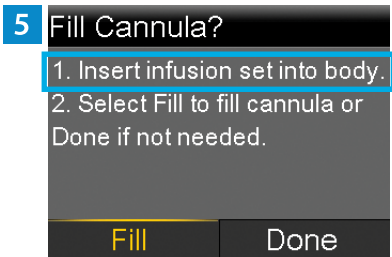 5
Fill Cannula?
1. Insert infusion set into body.
2. Select Fill to fill cannula or
Done if not needed.
Fill
Done